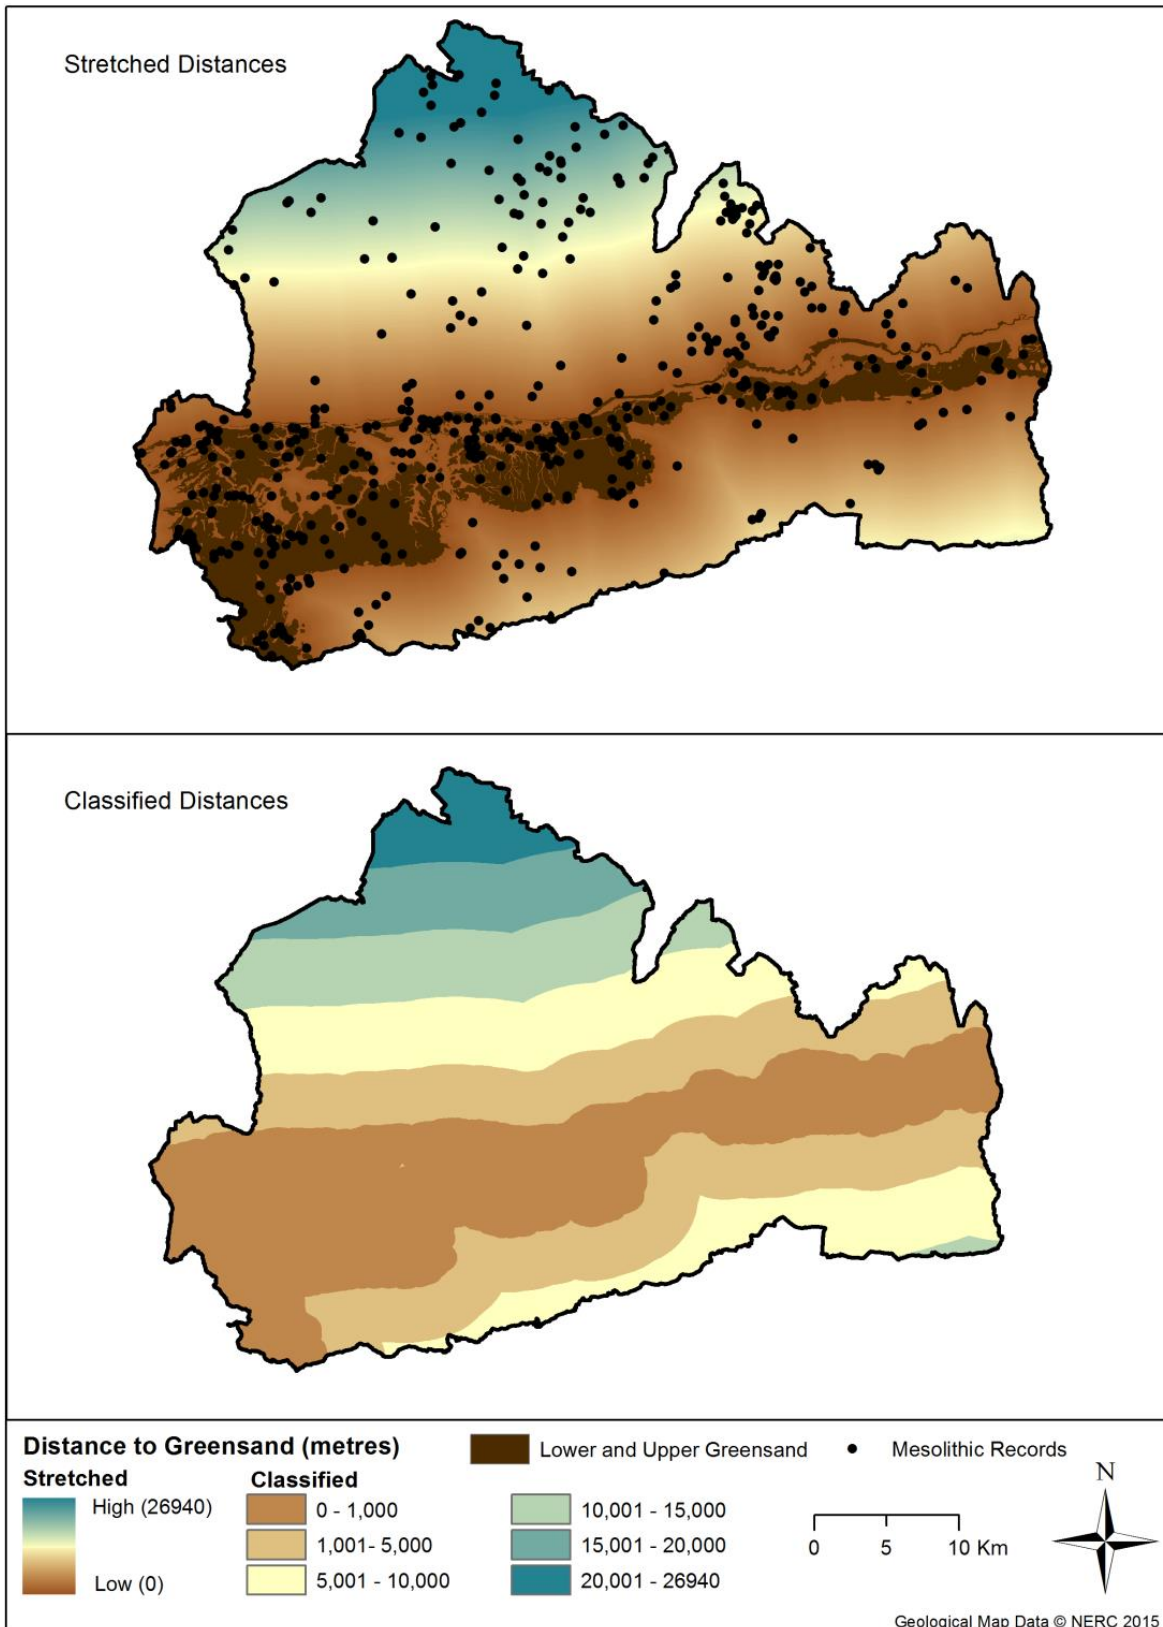 Stretched Distances
Classified Distances
Distance to Greensand (metres)
Lower and Upper Greensand
Mesolithic Records
Stretched
High (26940)
Low (0)
Classified
0 - 1,000
1,001- 5,000
5,001 - 10,000
10,001 - 15,000
15,001 - 20,000
20,001 - 26940
0 5 10 Km
N
Geological Map Data © NERC 2015